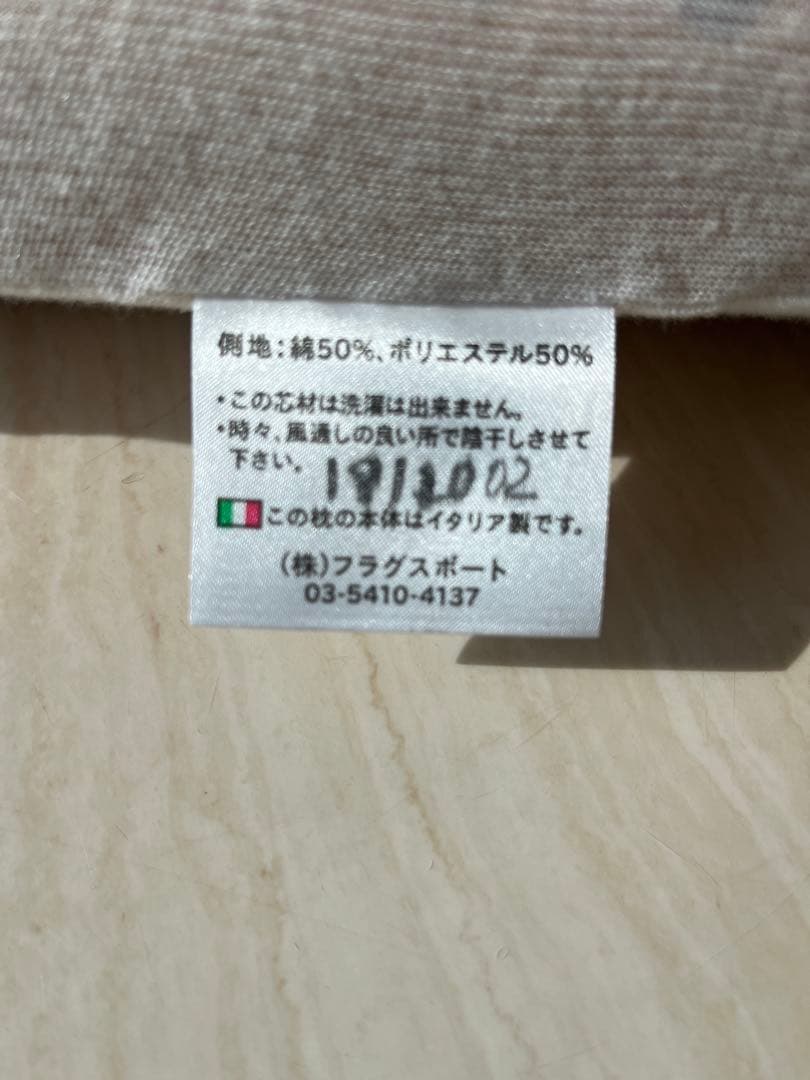 側地:綿50%、ポリエステル50%
・この芯材は洗濯は出来ません。
・時々、風通しの良い所で陰干しさせて
下さい。
この枕の本体はイタリア製です。
(株)フラグスポート
03-5410-4137